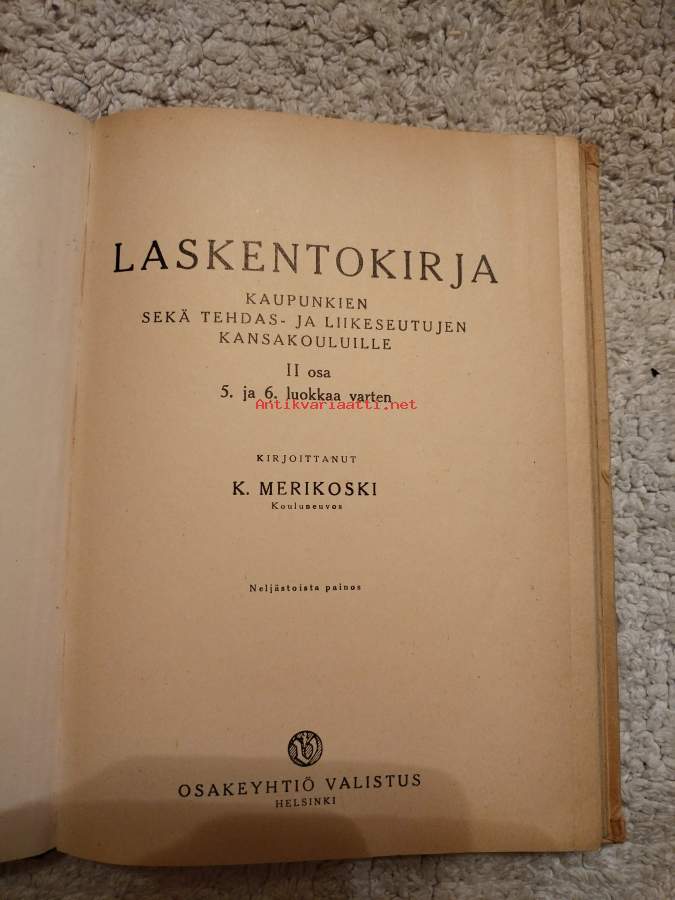 LASKENTOKIRJA
KAUPUNKIEN
SEKÄ TEHDAS- JA LIIKESEUTUJEN
KANSAKOULUILLE
II osa
5. ja 6. luokkaa varten
Antikvariaatti.net
KIRJOITTANUT
K. MERIKOSKI
Kouluneuvos
Neljästoista painos
OSAKEYHTIÖ VALISTUS
HELSINKI